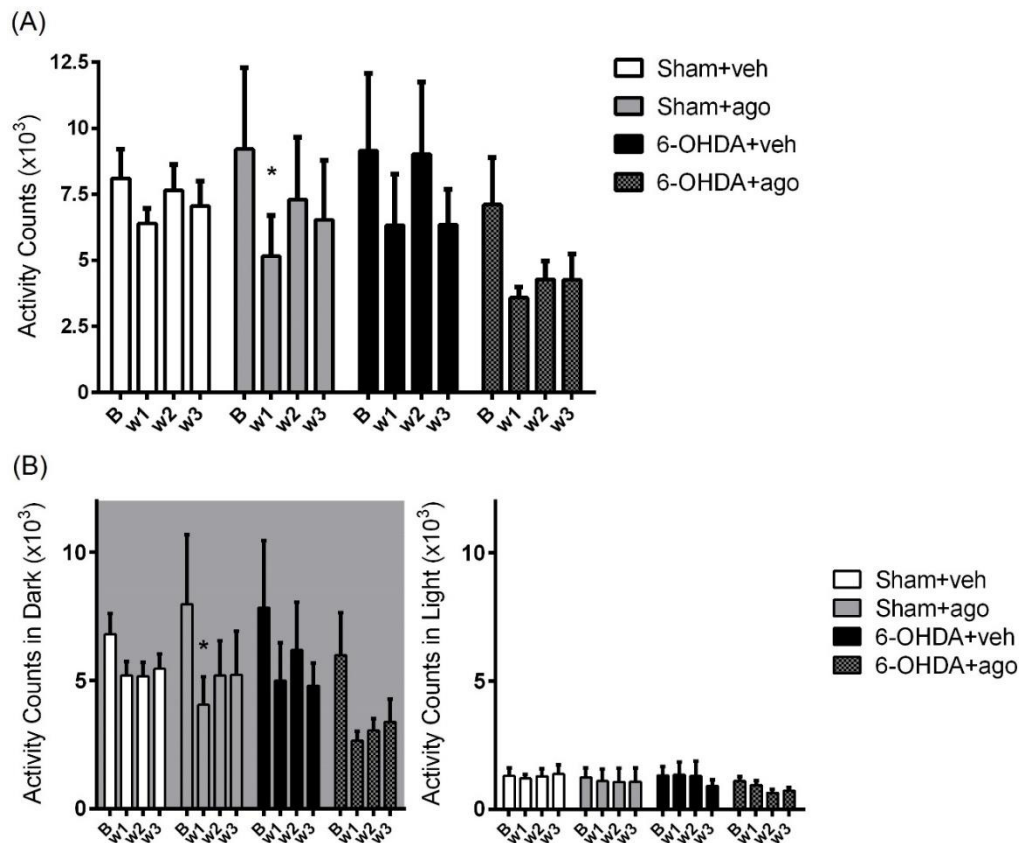 (A)
Activity Counts (x10³)
12.5
10
7.5
5
2.5
0
*
B w1 w2 w3 B w1 w2 w3 B w1 w2 w3 B w1 w2 w3
Sham+veh
Sham+ago
6-OHDA+veh
6-OHDA+ago
(B)
Activity Counts in Dark (x10³)
10
5
0
*
B w1 w2 w3 B w1 w2 w3 B w1 w2 w3 B w1 w2 w3
Activity Counts in Light (x10³)
10
5
0
B w1 w2 w3 B w1 w2 w3 B w1 w2 w3 B w1 w2 w3
Sham+veh
Sham+ago
6-OHDA+veh
6-OHDA+ago